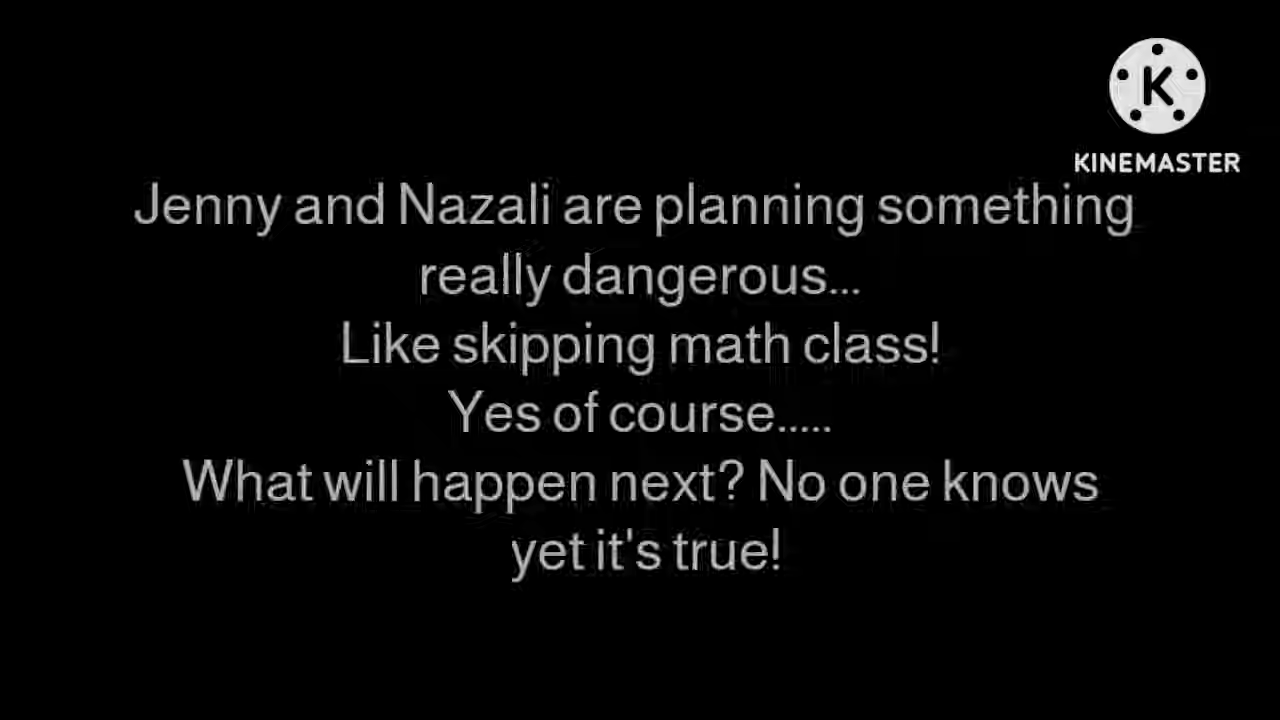 K
KINEMASTER
Jenny and Nazali are planning something
really dangerous...
Like skipping math class!
Yes of course.....
What will happen next? No one knows
yet it's true!